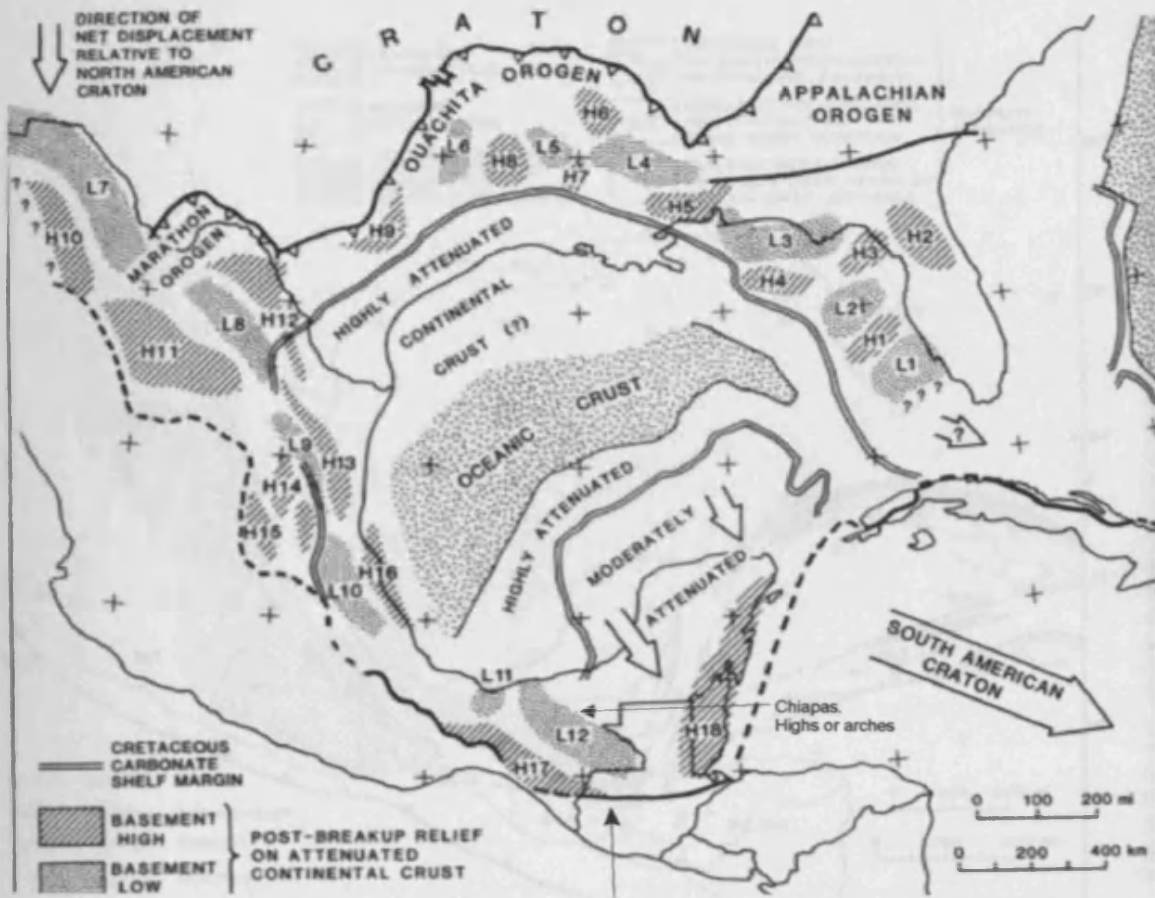 DIRECTION OF
NET DISPLACEMENT
RELATIVE TO
NORTH AMERICAN
CRATON
CRATON
OUACHITA OROGEN
APPALACHIAN
OROGEN
MARATHON
OROGEN
H6
L6
H8
L5
H7
L4
H5
L7
? ? ?
H10
?
H9
L3
H3
H2
H4
L2
H1
L1
? ? ?
?
H12
L8
H11
HIGHLY ATTENUATED
CONTINENTAL
CRUST (?)
OCEANIC CRUST
L9
H13
H14
H15
L10
H16
HIGHLY ATTENUATED
MODERATELY
ATTENUATED
SOUTH AMERICAN
CRATON
L11
L12
H17
H18
Chiapas.
Highs or arches
CRETACEOUS
CARBONATE
SHELF MARGIN
BASEMENT
HIGH
BASEMENT
LOW
POST-BREAKUP RELIEF
ON ATTENUATED
CONTINENTAL CRUST
0 100 200 mi
0 200 400 km